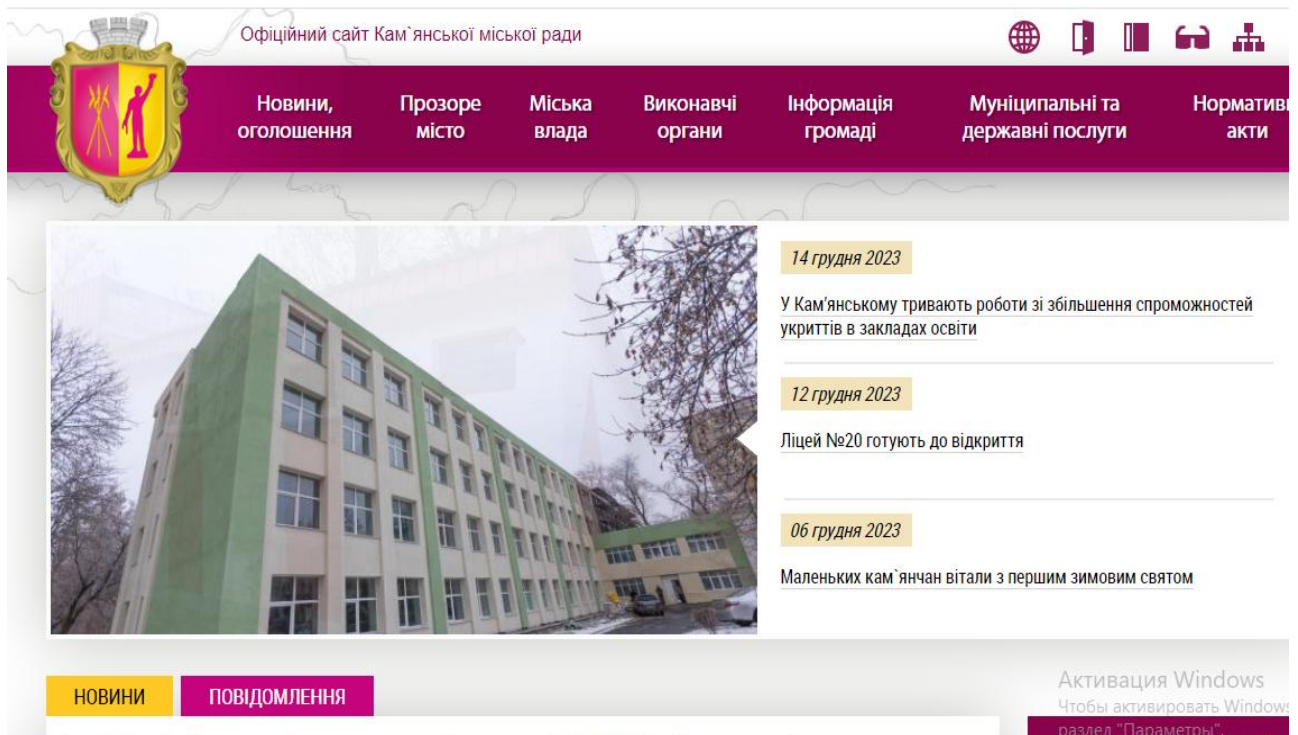 Офіційний сайт Кам`янської міської ради
Новини,
оголошення
Прозоре
місто
Міська
влада
Виконавчі
органи
Інформація
громаді
Муніципальні та
державні послуги
акти
14 грудня 2023
У Кам'янському тривають роботи зі збільшення спроможностей
укриттів в закладах освіти
12 грудня 2023
Ліцей №20 готують до відкриття
06 грудня 2023
Маленьких кам`янчан вітали з першим зимовим святом
НОВИНИ
ПОВІДОМЛЕННЯ
Активация Windows
Чтобы активировать Windows
раздел "Параметры".